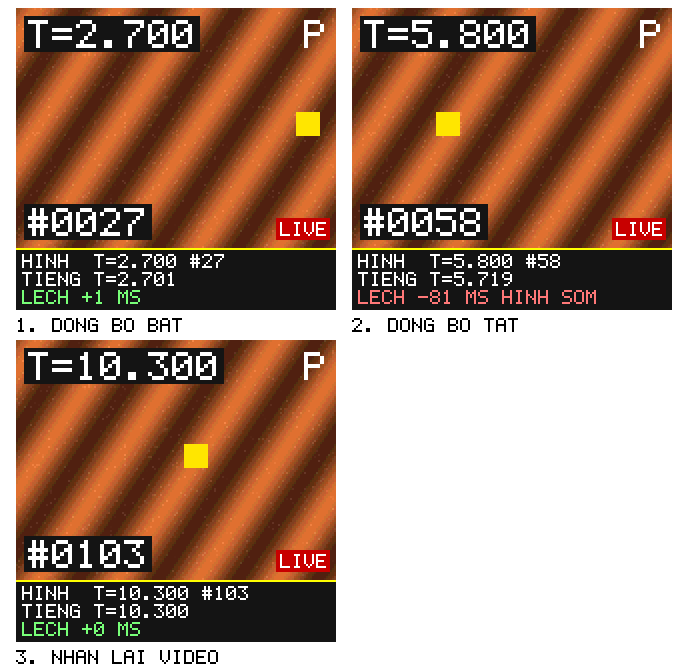 T=2.700 P
#0027 LIVE
HINH T=2.700 #27
TIENG T=2.701
LECH +1 MS
1. DONG BO BAT
T=5.800 P
#0058 LIVE
HINH T=5.800 #58
TIENG T=5.719
LECH -81 MS HINH SOM
2. DONG BO TAT
T=10.300 P
#0103 LIVE
HINH T=10.300 #103
TIENG T=10.300
LECH +0 MS
3. NHAN LAI VIDEO